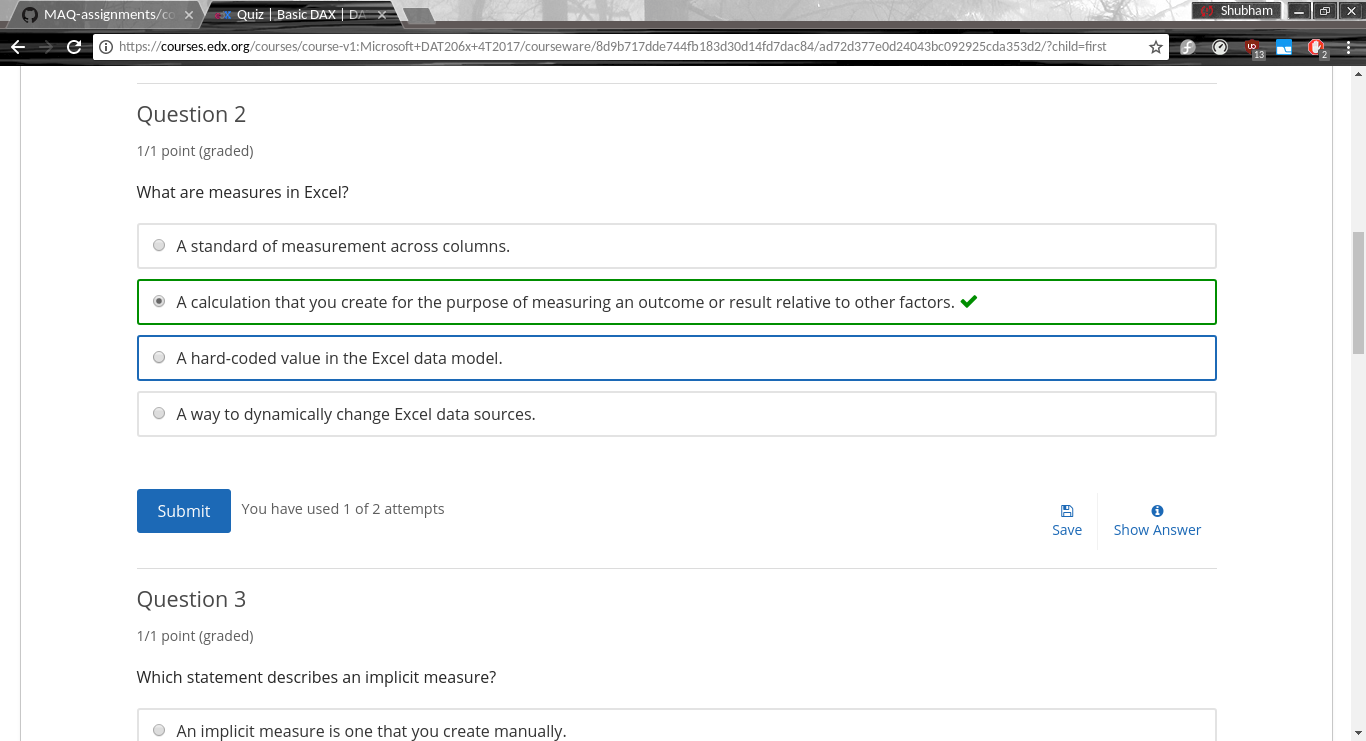 MAQ-assignments/co
Quiz | Basic DAX | DA
Shubham
https://courses.edx.org/courses/course-v1:Microsoft+DAT206x+4T2017/courseware/8d9b717dde744fb183d30d14fd7dac84/ad72d377e0d24043bc092925cda353d2/?child=first
13
2
Question 2
1/1 point (graded)
What are measures in Excel?
A standard of measurement across columns.
A calculation that you create for the purpose of measuring an outcome or result relative to other factors.
A hard-coded value in the Excel data model.
A way to dynamically change Excel data sources.
Submit
You have used 1 of 2 attempts
Save
Show Answer
Question 3
1/1 point (graded)
Which statement describes an implicit measure?
An implicit measure is one that you create manually.